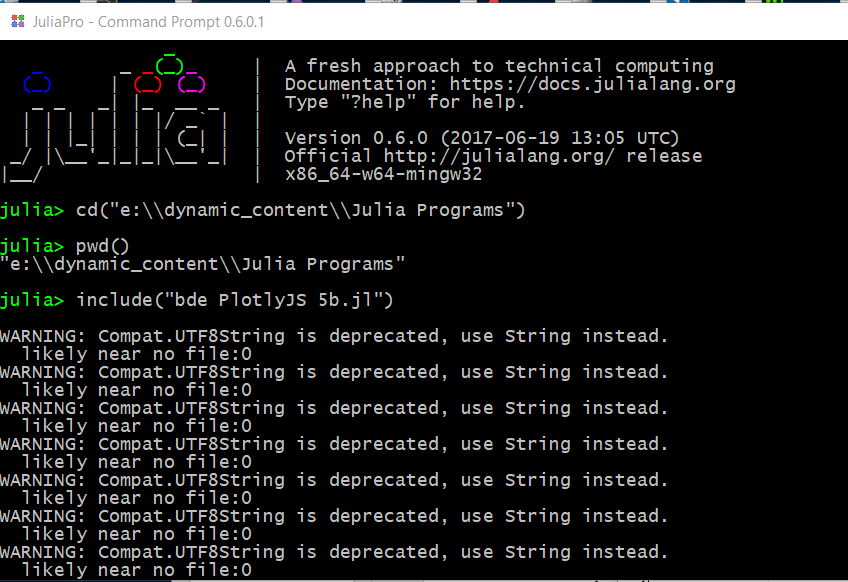 JuliaPro - Command Prompt 0.6.0.1
A fresh approach to technical computing
Documentation: https://docs.julialang.org
Type "?help" for help.
Version 0.6.0 (2017-06-19 13:05 UTC)
Official http://julialang.org/ release
x86_64-w64-mingw32
julia> cd("e:\\dynamic_content\\Julia Programs")
julia> pwd()
"e:\\dynamic_content\\Julia Programs"
julia> include("bde PlotlyJS 5b.jl")
WARNING: Compat.UTF8String is deprecated, use String instead.
likely near no file:0
WARNING: Compat.UTF8String is deprecated, use String instead.
likely near no file:0
WARNING: Compat.UTF8String is deprecated, use String instead.
likely near no file:0
WARNING: Compat.UTF8String is deprecated, use String instead.
likely near no file:0
WARNING: Compat.UTF8String is deprecated, use String instead.
likely near no file:0
WARNING: Compat.UTF8String is deprecated, use String instead.
likely near no file:0
WARNING: Compat.UTF8String is deprecated, use String instead.
likely near no file:0